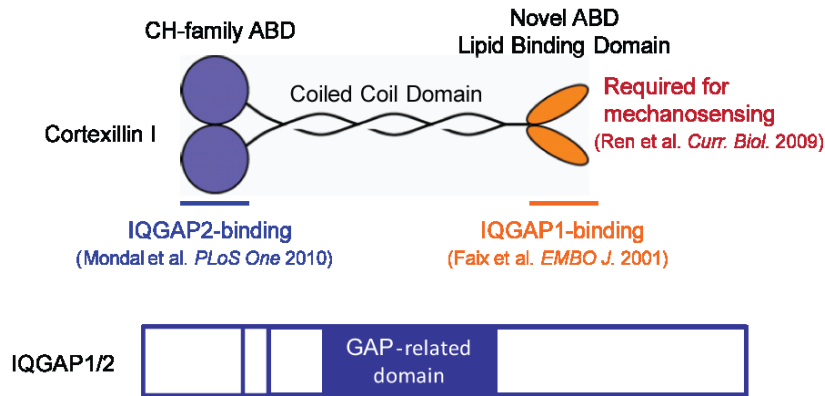 CH-family ABD
Novel ABD
Lipid Binding Domain
Coiled Coil Domain
Required for
mechanosensing
(Ren et al. Curr. Biol. 2009)
Cortexillin I
IQGAP2-binding
(Mondal et al. PLoS One 2010)
IQGAP1-binding
(Faix et al. EMBO J. 2001)
IQGAP1/2
GAP-related
domain